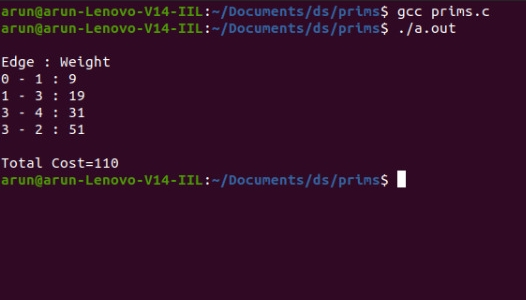 arun@arun-Lenovo-V14-IIL:~/Documents/ds/prims$ gcc prims.c
arun@arun-Lenovo-V14-IIL:~/Documents/ds/prims$ ./a.out
Edge : Weight
0 - 1 : 9
1 - 3 : 19
3 - 4 : 31
3 - 2 : 51
Total Cost=110
arun@arun-Lenovo-V14-IIL:~/Documents/ds/prims$